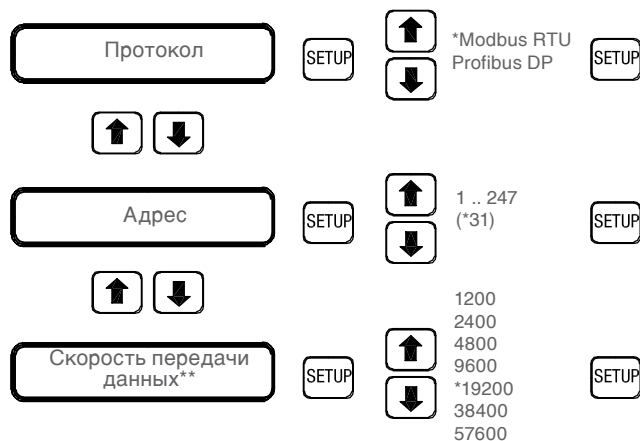 Протокол
SETUP
*Modbus RTU
Profibus DP
SETUP
Адрес
SETUP
1 .. 247
(*31)
SETUP
Скорость передачи
данных**
SETUP
1200
2400
4800
9600
*19200
38400
57600
SETUP